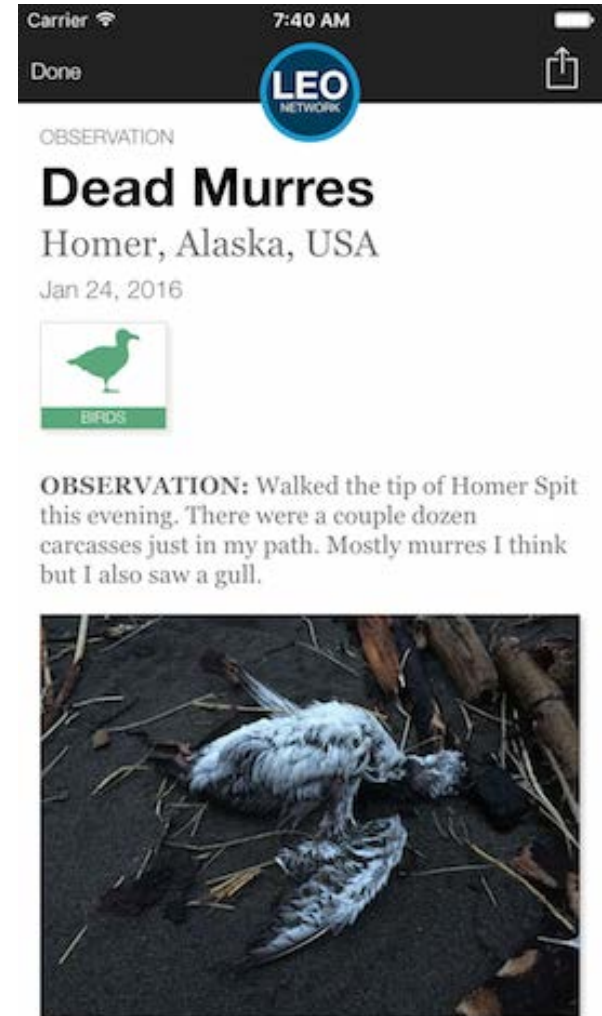 Carrier
7:40 AM
Done
LEO
NETWORK
OBSERVATION
Dead Murres
Homer, Alaska, USA
Jan 24, 2016
BIRDS
OBSERVATION: Walked the tip of Homer Spit
this evening. There were a couple dozen
carcasses just in my path. Mostly murres I think
but I also saw a gull.